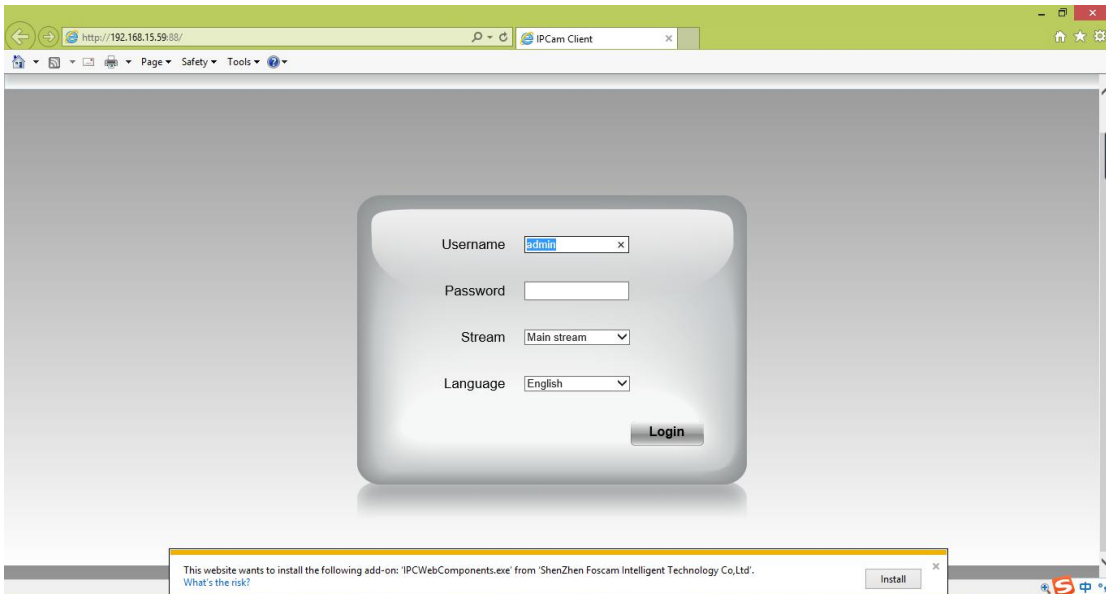 http://192.168.15.59:88/
IPCam Client
Page Safety Tools
Username admin
Password
Stream Main stream
Language English
Login
This website wants to install the following add-on: 'IPCWebComponents.exe' from 'ShenZhen Foscam Intelligent Technology Co,Ltd'.
What's the risk?
Install
S 中